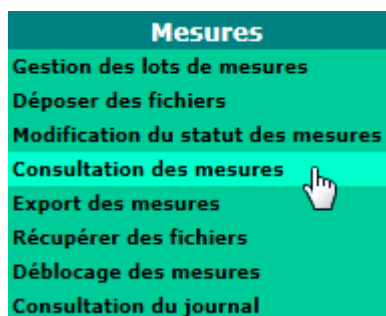 Mesures
Gestion des lots de mesures
Déposer des fichiers
Modification du statut des mesures
Consultation des mesures
Export des mesures
Récupérer des fichiers
Déblocage des mesures
Consultation du journal